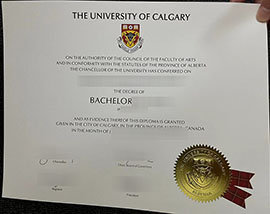 THE UNIVERSITY OF CALGARY
ON THE AUTHORITY OF THE COUNCIL OF THE FACULTY OF ARTS
AND IN CONFORMITY WITH THE STATUTES OF THE PROVINCE OF ALBERTA
THE CHANCELLOR OF THE UNIVERSITY HAS CONFERRED ON
THE DEGREE OF
BACHELOR
AND AS EVIDENCE THEREOF THIS DIPLOMA IS GRANTED
GIVEN IN THE CITY OF CALGARY, IN THE PROVINCE OF CANADA
IN THE MONTH OF
Chancellor
Registrar